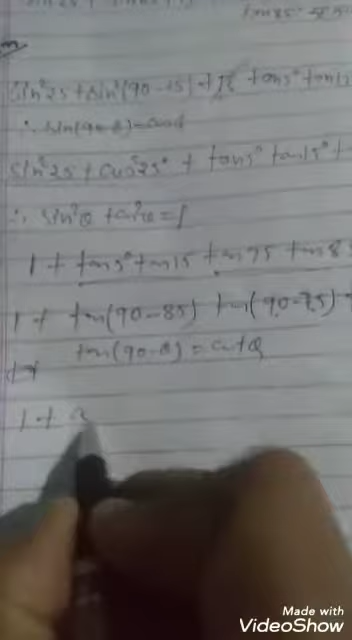 sin²25 + sin²(90-25) + tan5° tan15
∴ sin(90-θ)=cosθ
sin²25 + cos²25° + tan5° tan15° +
∴ sin²θ + cos²θ = 1
1 + tan5° tan15 tan75 tan8
1 + tan(90-85) tan(90-75)
tan(90-θ) = cotθ
1 +
Made with
VideoShow